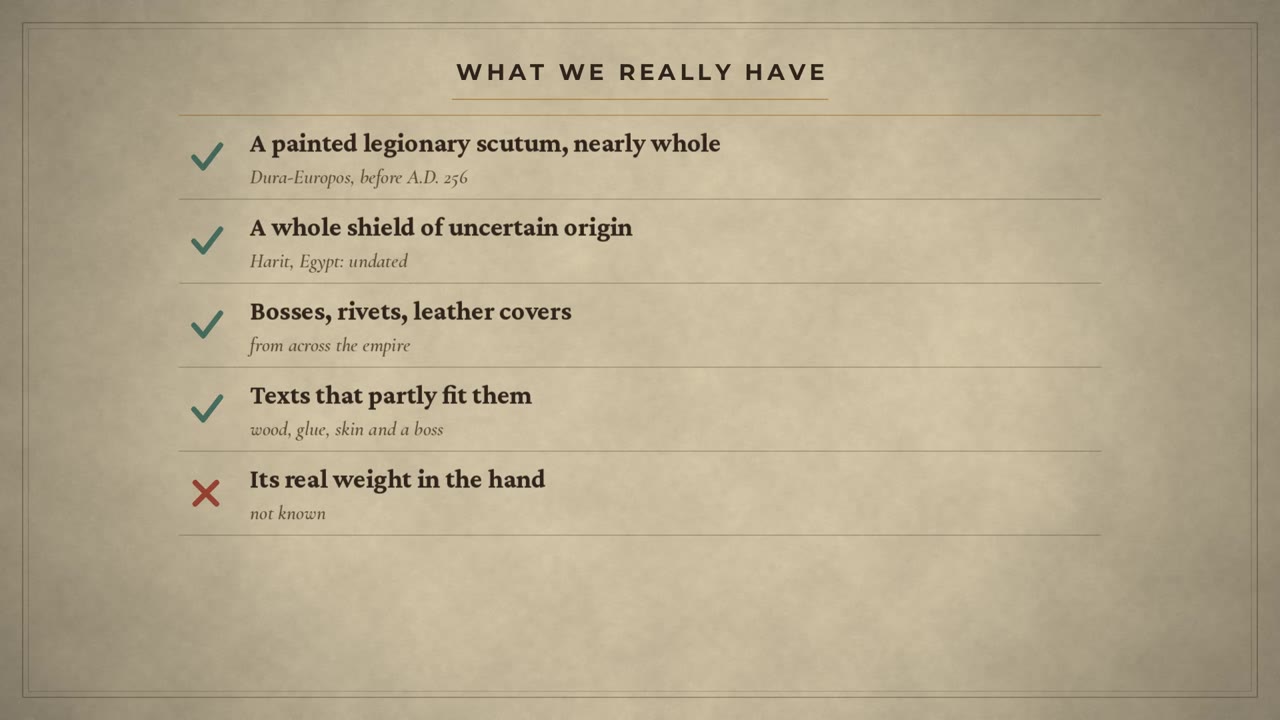 WHAT WE REALLY HAVE
A painted legionary scutum, nearly whole
Dura-Europos, before A.D. 256
A whole shield of uncertain origin
Harit, Egypt: undated
Bosses, rivets, leather covers
from across the empire
Texts that partly fit them
wood, glue, skin and a boss
Its real weight in the hand
not known